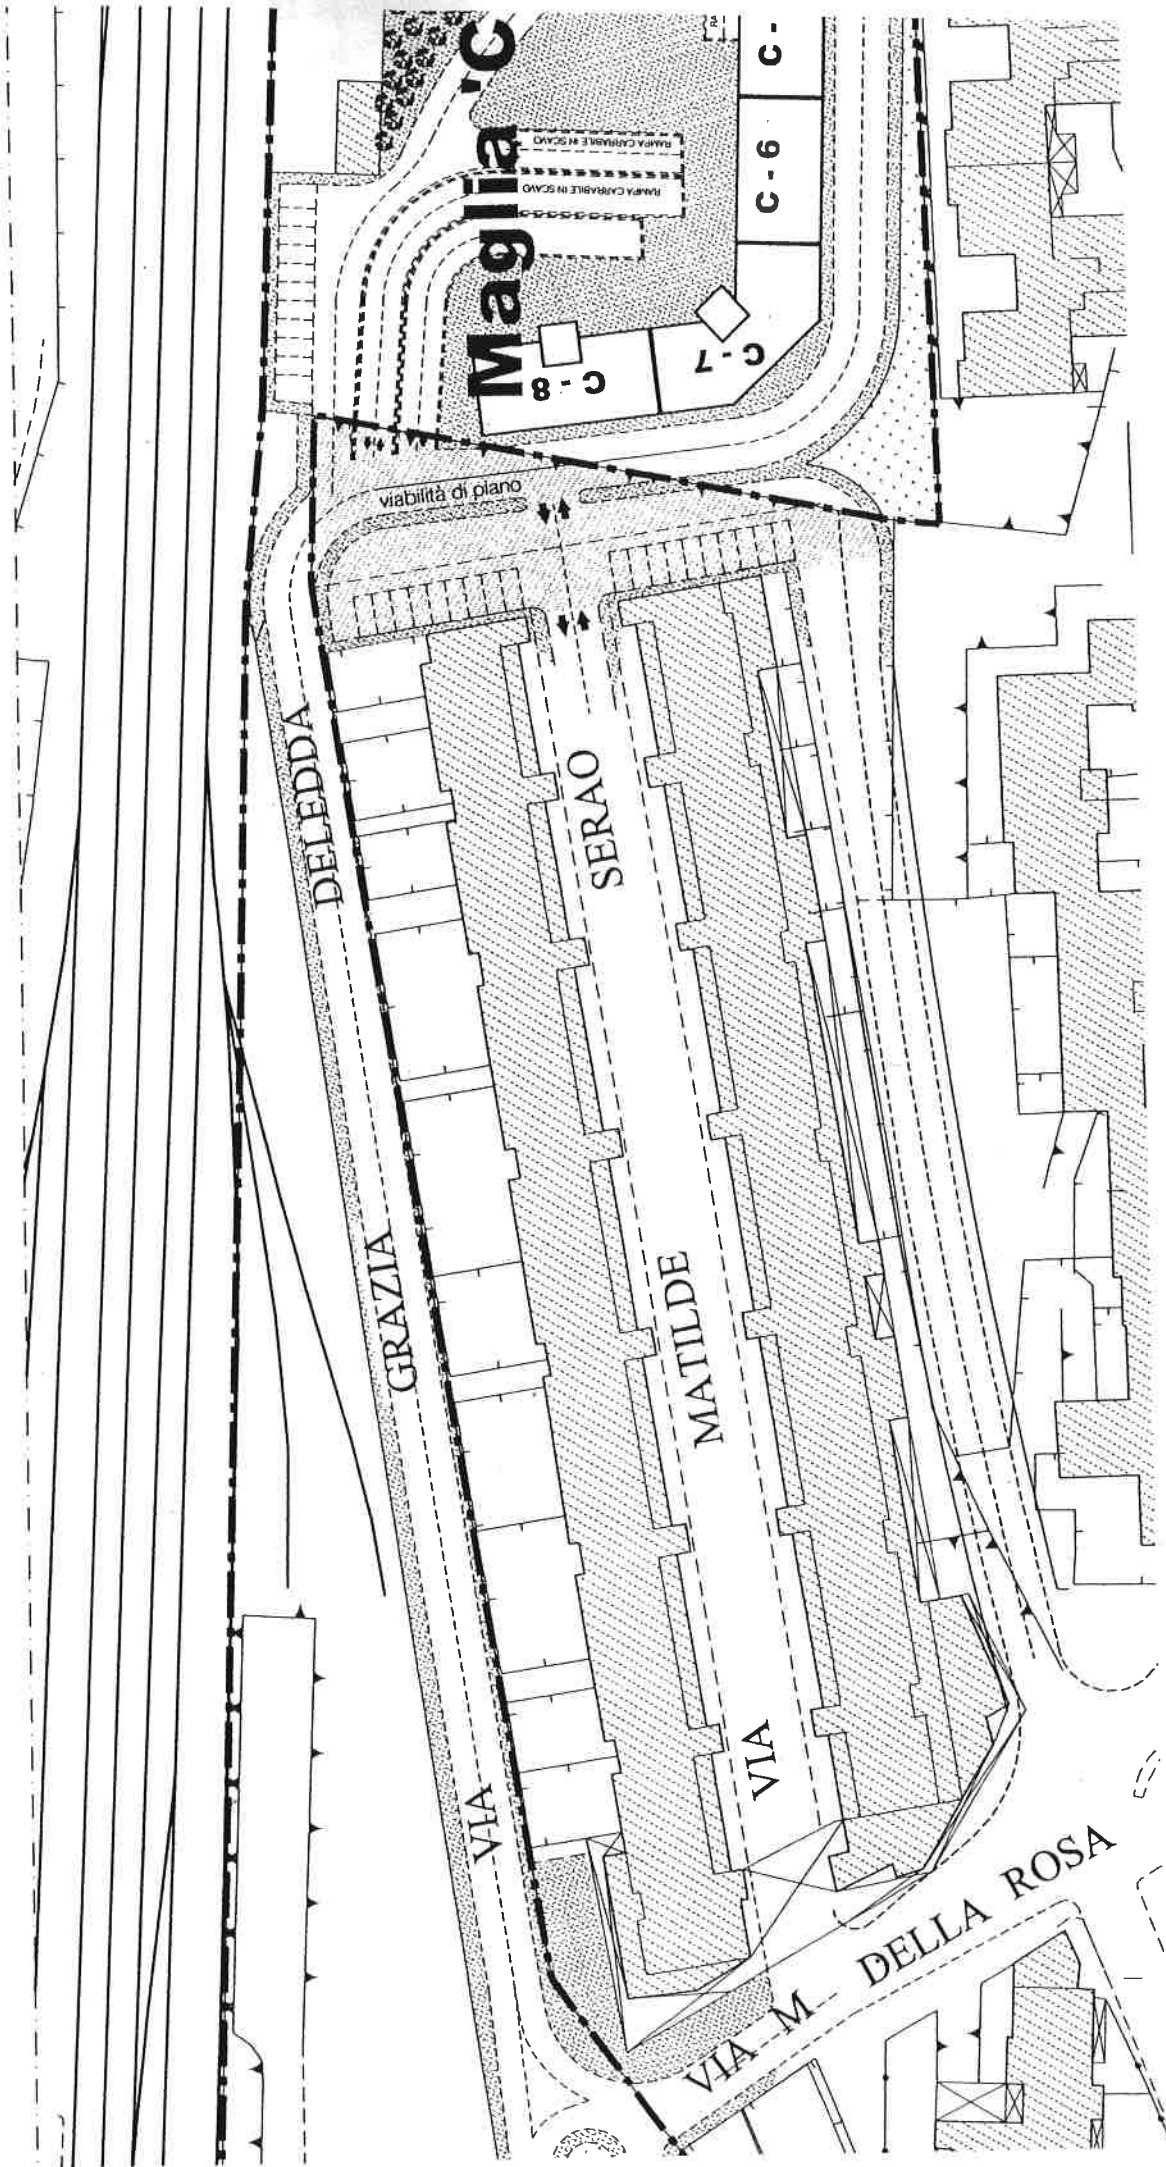 Maglia 'C
C -
C - 6
C - 7
C - 8
RAMPA CARRABILE IN SCAVO
RAMPA CARRABILE IN SCAVO
viabilità di piano
VIA GRAZIA DELEDDA
VIA MATILDE SERAO
VIA M DELLA ROSA